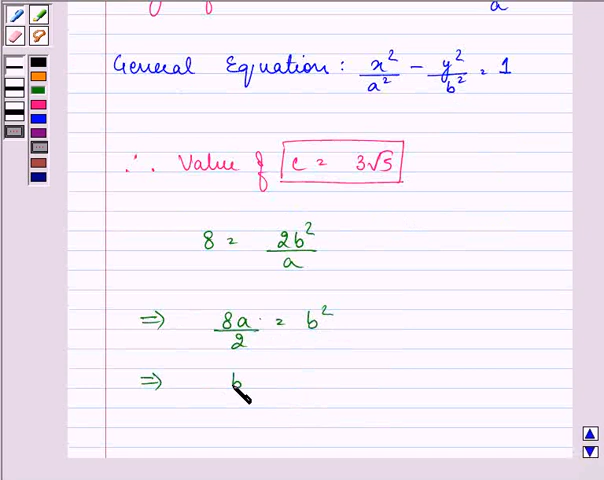 a
General Equation: x²/a² - y²/b² = 1
∴ Value of c = 3√5
8 = 2b²/a
⇒ 8a/2 = b²
⇒ b